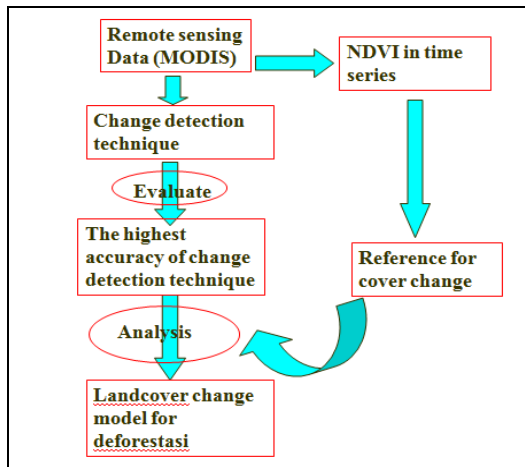 Remote sensing
Data (MODIS)
NDVI in time
series
Change detection
technique
Evaluate
The highest
accuracy of change
detection technique
Reference for
cover change
Analysis
Landcover change
model for
deforestasi